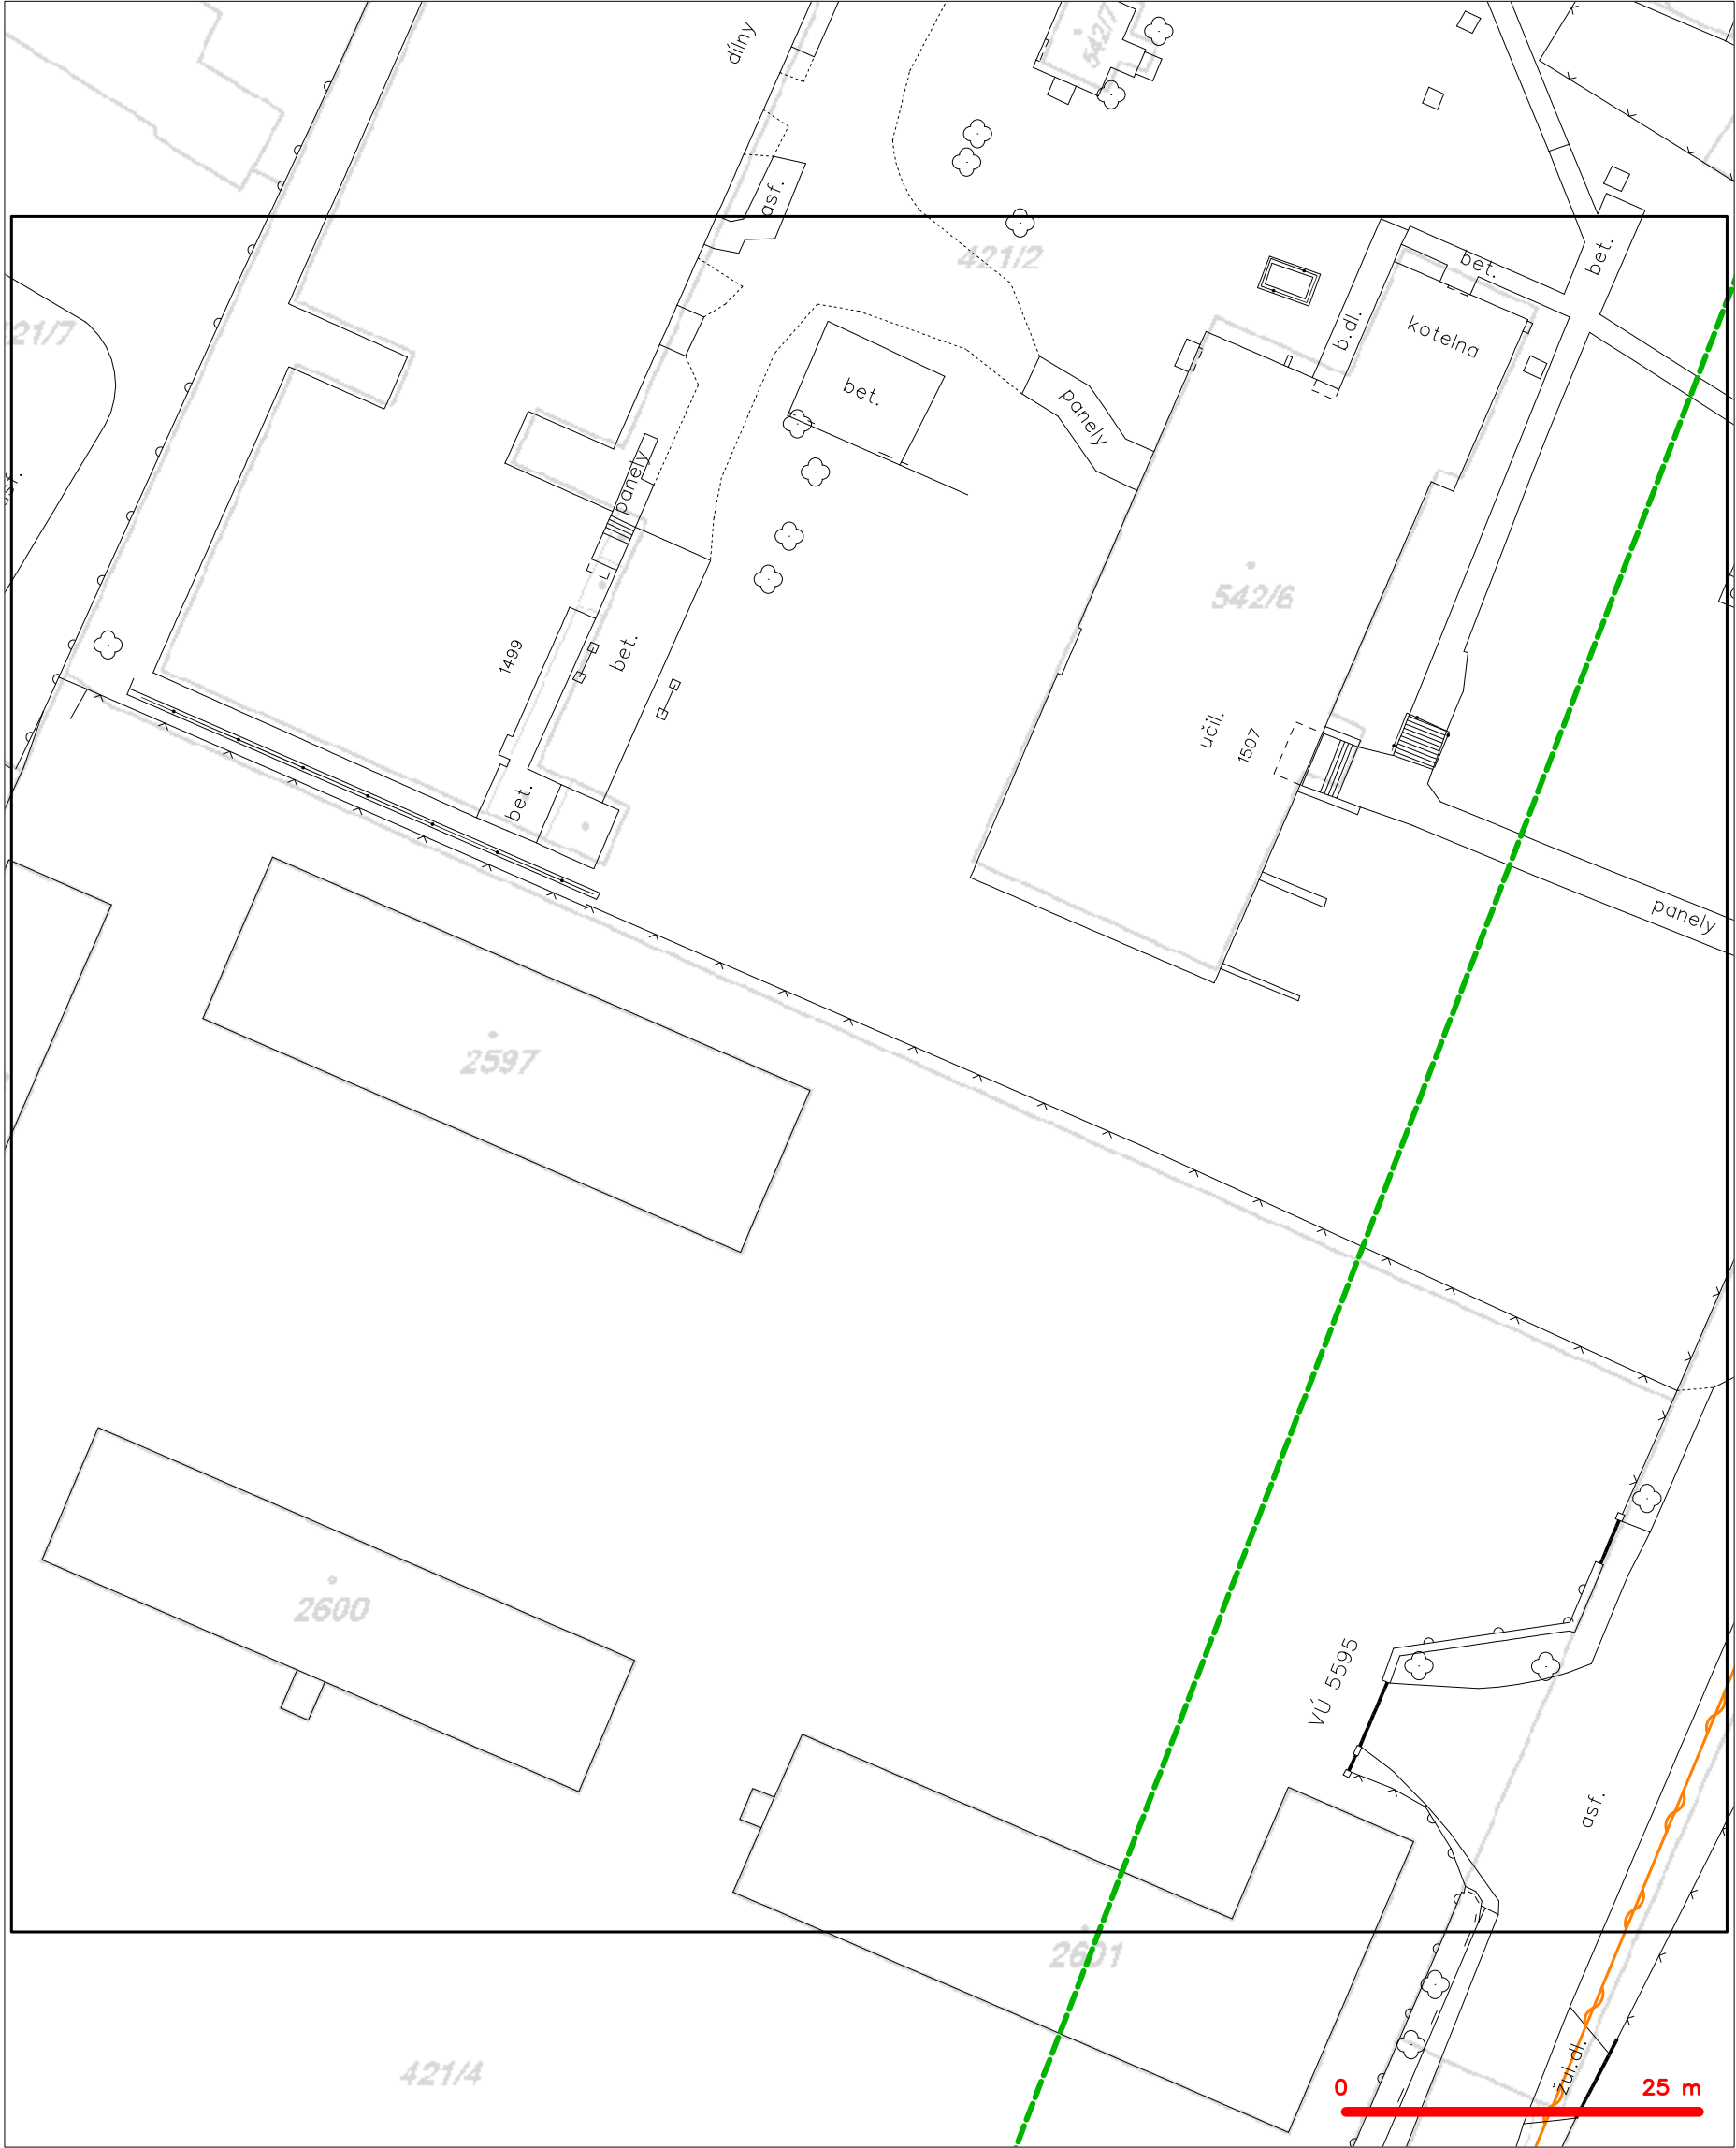 dílny
542/7
asf.
421/2
bet.
bet.
b.dl.
kotelna
21/7
bet.
panely
panely
542/6
1499
bet.
učil.
1507
bet.
panely
2597
2600
VÚ 5595
asf.
2601
421/4
žul.dl.
0
25 m